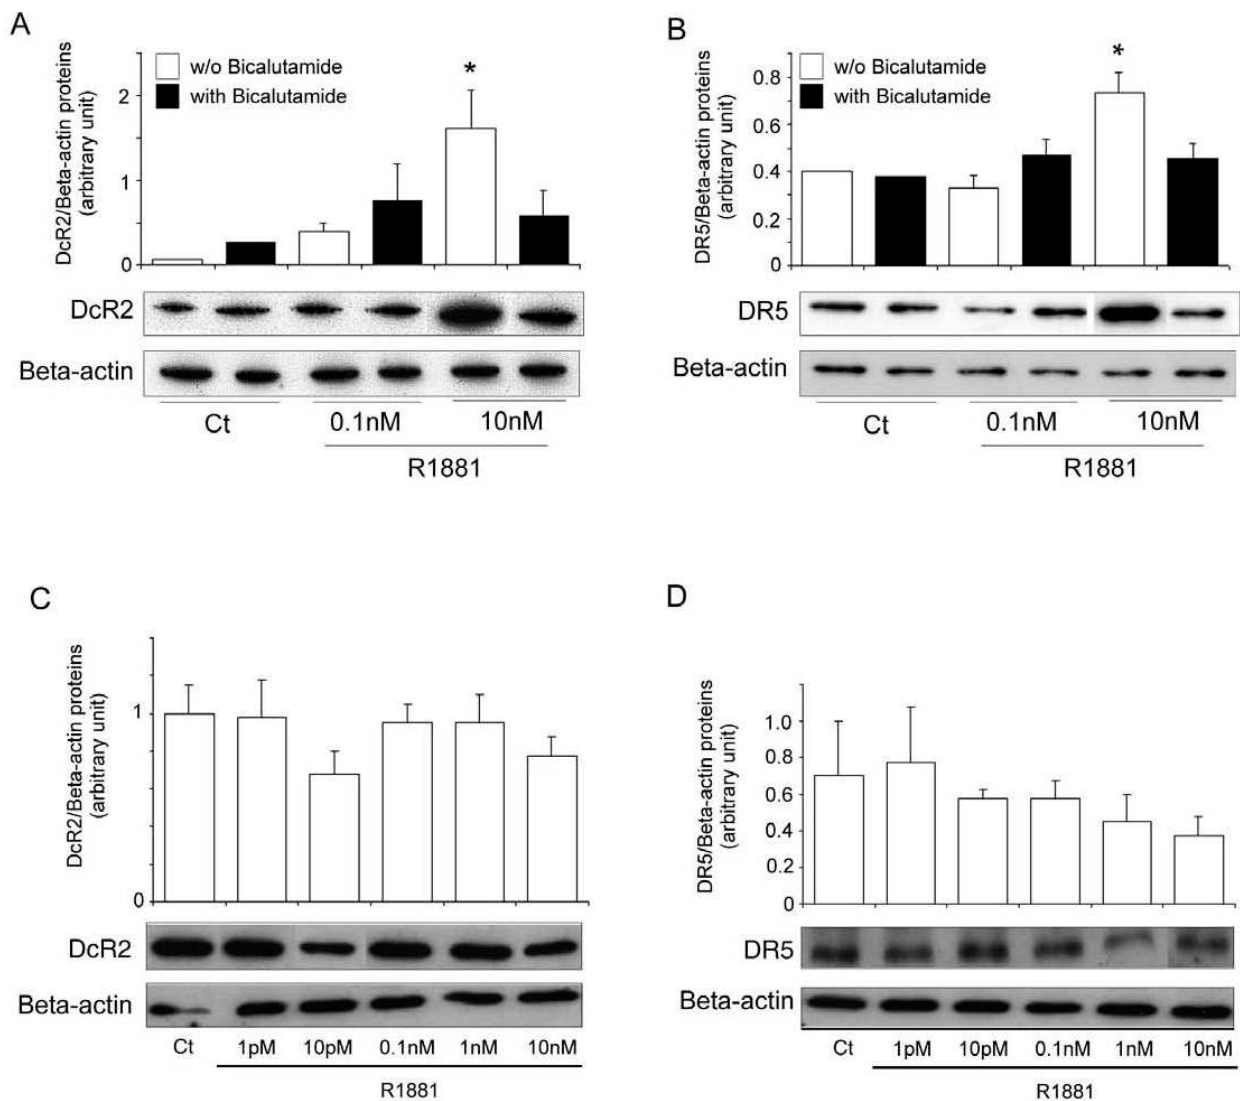 A
DcR2/Beta-actin proteins
(arbitrary unit)
2
1
0
w/o Bicalutamide
with Bicalutamide
*
DcR2
Beta-actin
Ct
0.1nM
10nM
R1881
B
DR5/Beta-actin proteins
(arbitrary unit)
0.8
0.6
0.4
0.2
0
w/o Bicalutamide
with Bicalutamide
*
DR5
Beta-actin
Ct
0.1nM
10nM
R1881
C
DcR2/Beta-actin proteins
(arbitrary unit)
1
0
DcR2
Beta-actin
Ct
1pM
10pM
0.1nM
1nM
10nM
R1881
D
DR5/Beta-actin proteins
(arbitrary unit)
1.0
0.8
0.6
0.4
0.2
0
DR5
Beta-actin
Ct
1pM
10pM
0.1nM
1nM
10nM
R1881